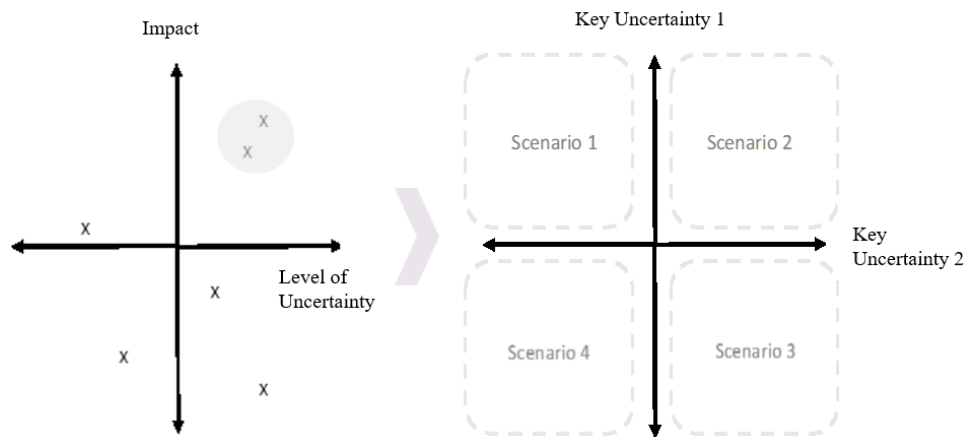 Impact
X
X
X
Level of
Uncertainty
X
X
X
Key Uncertainty 1
Scenario 1
Scenario 2
Key
Uncertainty 2
Scenario 4
Scenario 3